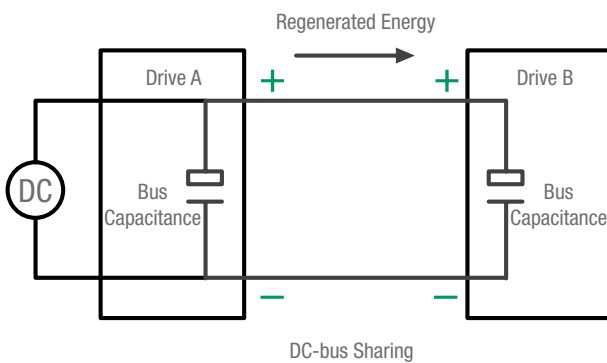 Regenerated Energy
Drive A
+
+
Drive B
DC
Bus
Capacitance
Bus
Capacitance
−
−
DC-bus Sharing